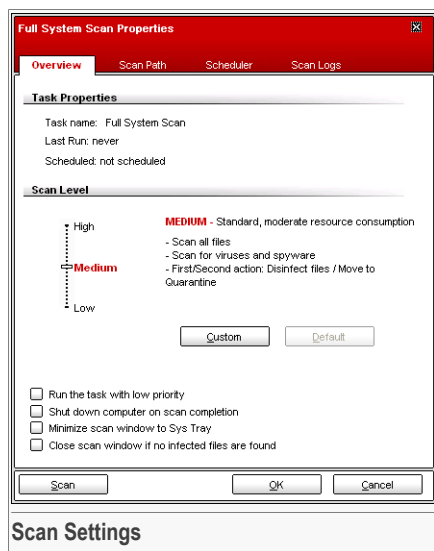 Full System Scan Properties
Overview Scan Path Scheduler Scan Logs
Task Properties
Task name: Full System Scan
Last Run: never
Scheduled: not scheduled
Scan Level
High
Medium
Low
MEDIUM - Standard, moderate resource consumption
- Scan all files
- Scan for viruses and spyware
- First/Second action: Disinfect files / Move to
Quarantine
Custom Default
Run the task with low priority
Shut down computer on scan completion
Minimize scan window to Sys Tray
Close scan window if no infected files are found
Scan OK Cancel
Scan Settings